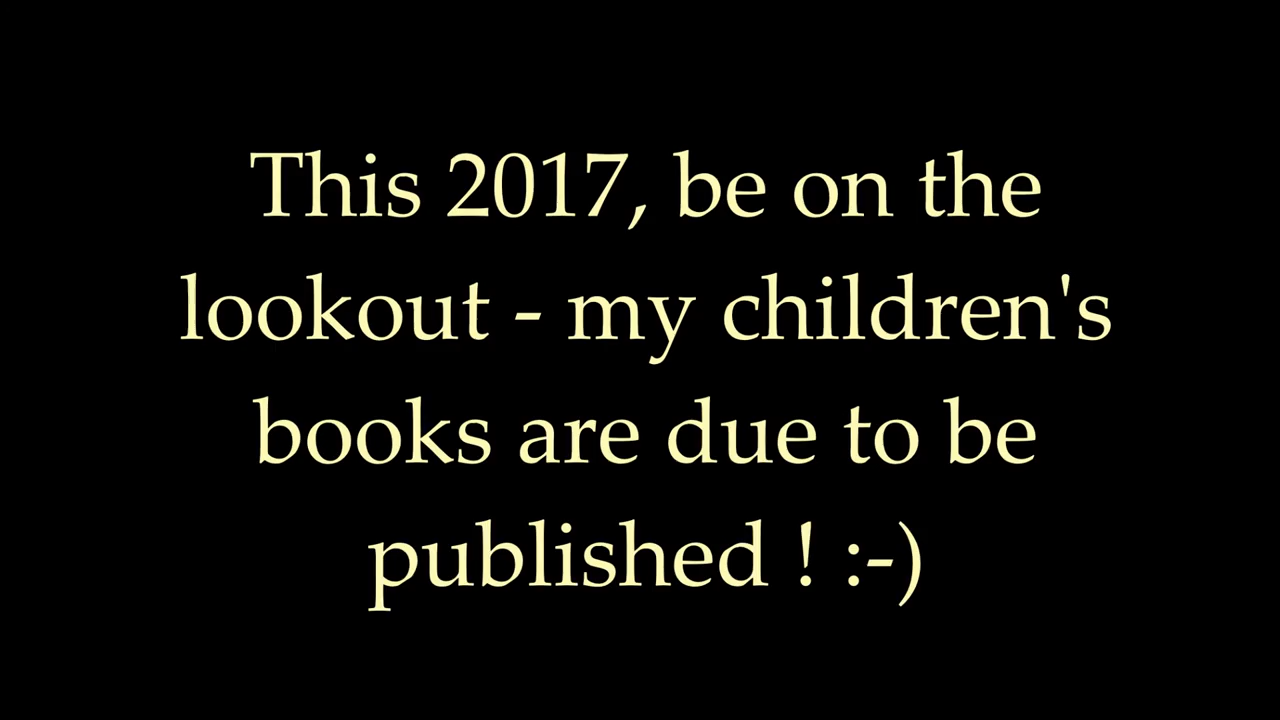 This 2017, be on the
lookout - my children's
books are due to be
published ! :-)